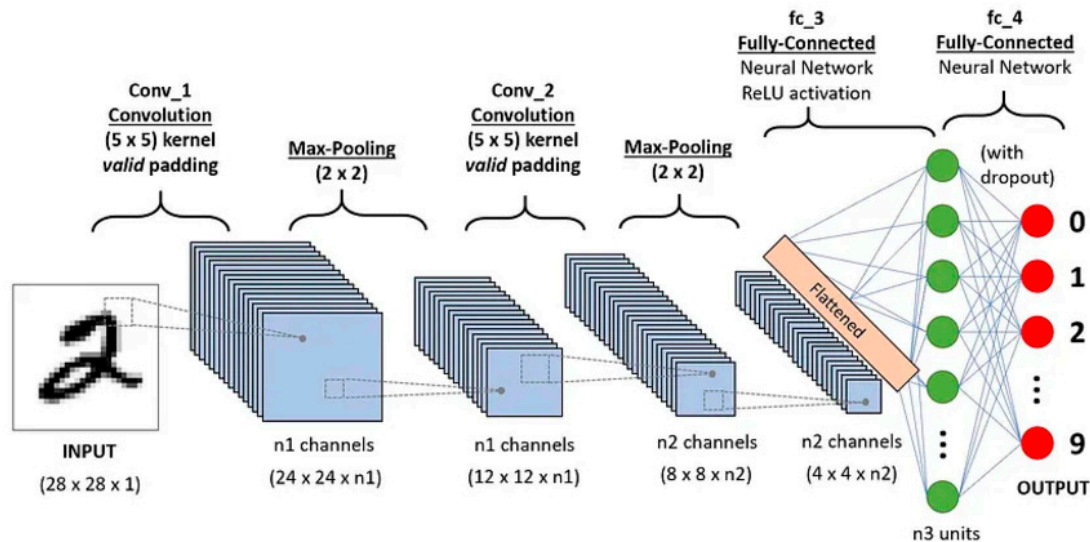 fc_3
Fully-Connected
Neural Network
ReLU activation
fc_4
Fully-Connected
Neural Network
Conv_1
Convolution
(5 x 5) kernel
valid padding
Max-Pooling
(2 x 2)
Conv_2
Convolution
(5 x 5) kernel
valid padding
Max-Pooling
(2 x 2)
(with
dropout)
Flattened
0
1
2
9
INPUT
(28 x 28 x 1)
n1 channels
(24 x 24 x n1)
n1 channels
(12 x 12 x n1)
n2 channels
(8 x 8 x n2)
n2 channels
(4 x 4 x n2)
OUTPUT
n3 units